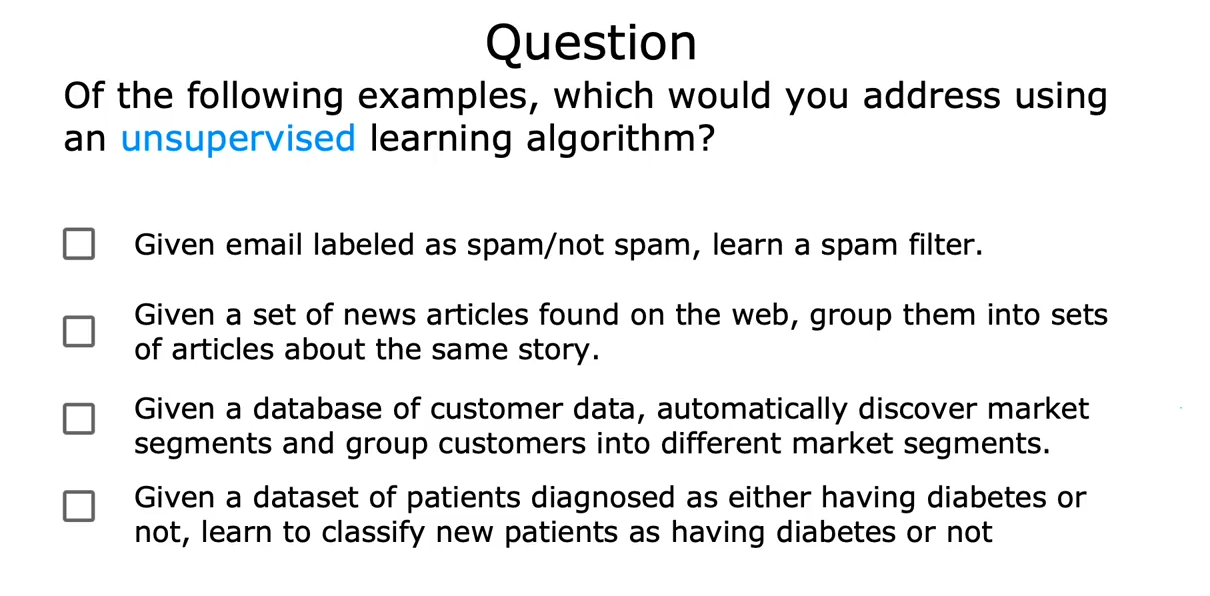 Question
Of the following examples, which would you address using
an unsupervised learning algorithm?
Given email labeled as spam/not spam, learn a spam filter.
Given a set of news articles found on the web, group them into sets
of articles about the same story.
Given a database of customer data, automatically discover market
segments and group customers into different market segments.
Given a dataset of patients diagnosed as either having diabetes or
not, learn to classify new patients as having diabetes or not